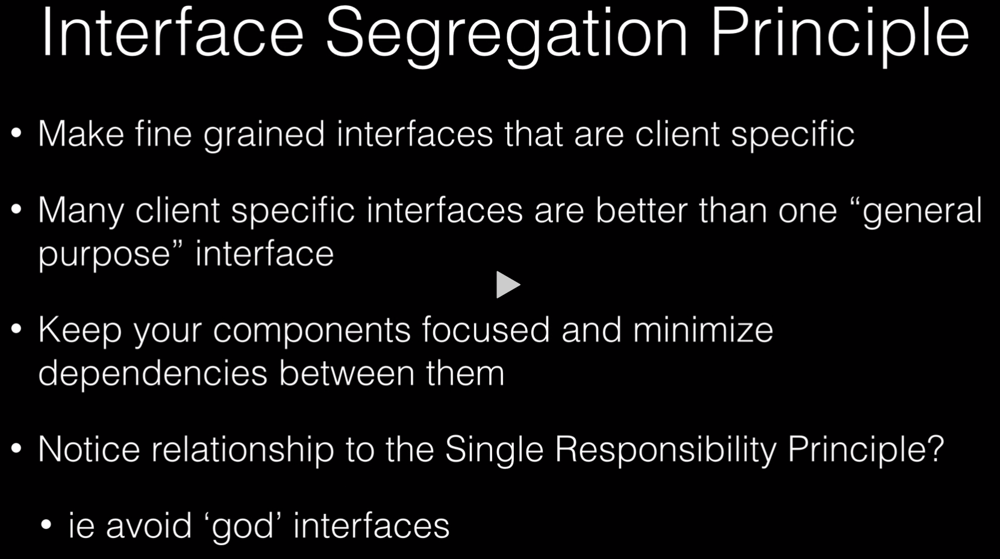 Interface Segregation Principle
• Make fine grained interfaces that are client specific
• Many client specific interfaces are better than one “general
purpose” interface
• Keep your components focused and minimize
dependencies between them
• Notice relationship to the Single Responsibility Principle?
• ie avoid ‘god’ interfaces